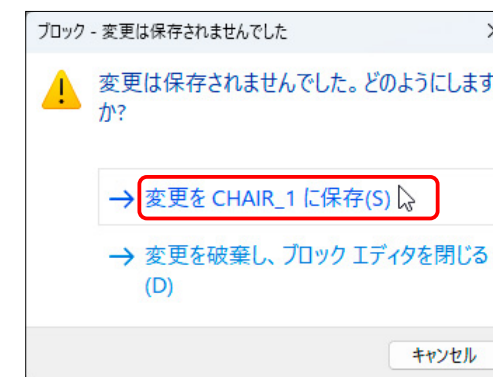 ブロック - 変更は保存されませんでした
変更は保存されませんでした。どのようにします
か?
変更を CHAIR_1 に保存(S)
変更を破棄し、ブロック エディタを閉じる
(D)
キャンセル